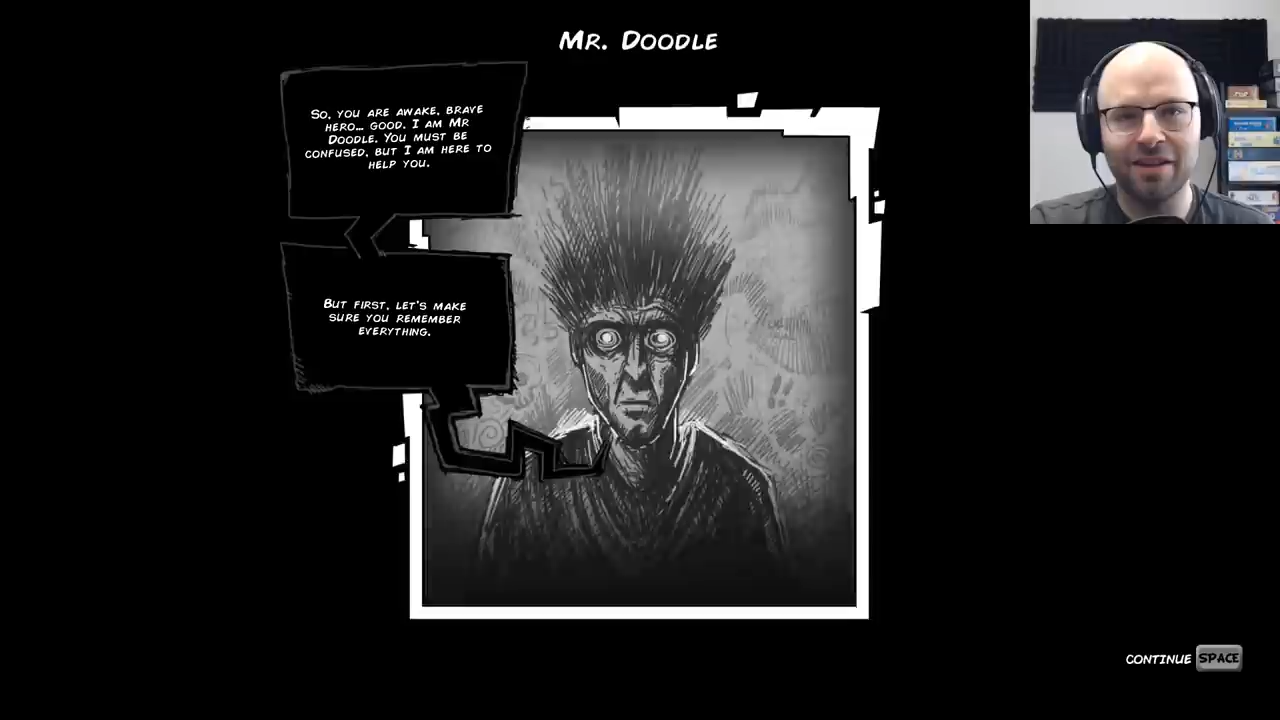 Mr. Doodle
So, you are awake, brave
hero... good. I am Mr
Doodle. You must be
confused, but I am here to
help you.
But first, let's make
sure you remember
everything.
Continue SPACE